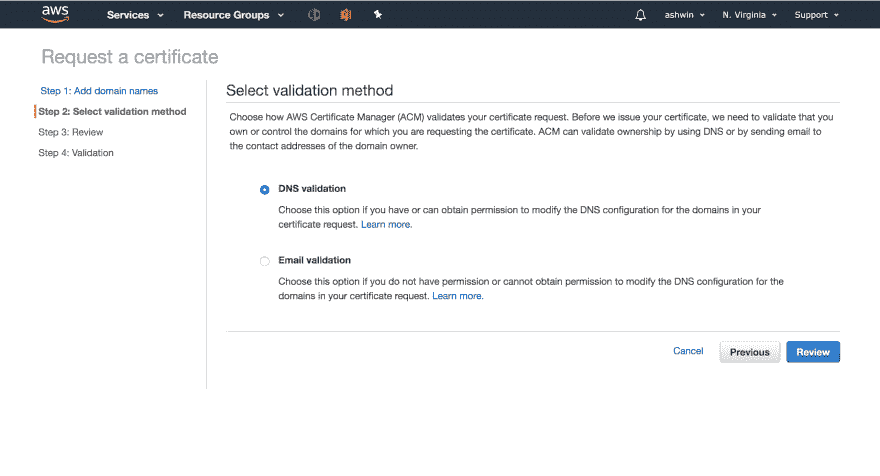 aws Services Resource Groups ashwin N. Virginia Support
Request a certificate
Step 1: Add domain names
Step 2: Select validation method
Step 3: Review
Step 4: Validation
Select validation method
Choose how AWS Certificate Manager (ACM) validates your certificate request. Before we issue your certificate, we need to validate that you
own or control the domains for which you are requesting the certificate. ACM can validate ownership by using DNS or by sending email to
the contact addresses of the domain owner.
DNS validation
Choose this option if you have or can obtain permission to modify the DNS configuration for the domains in your
certificate request. Learn more.
Email validation
Choose this option if you do not have permission or cannot obtain permission to modify the DNS configuration for the
domains in your certificate request. Learn more.
Cancel Previous Review